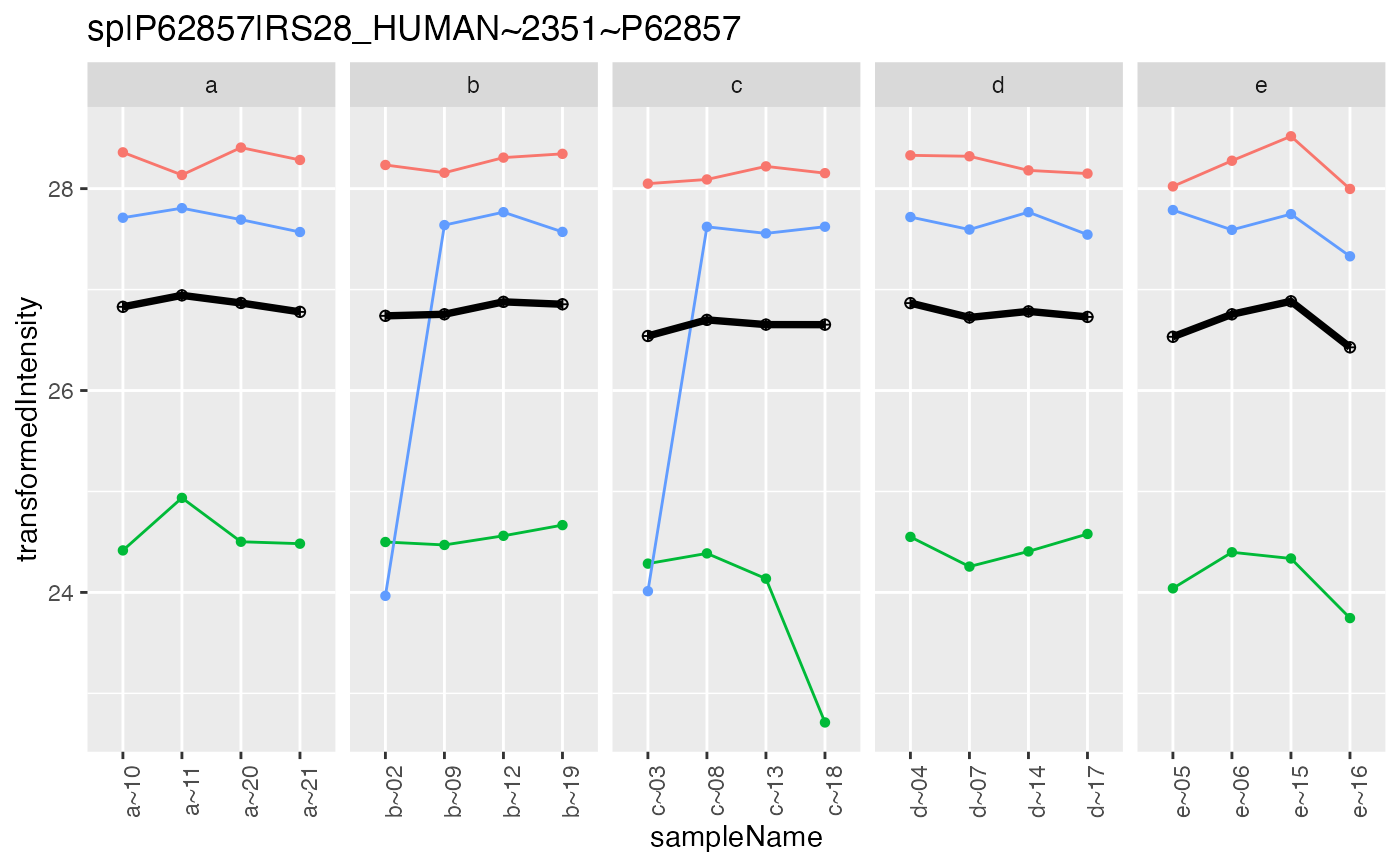 sp|P62857|RS28_HUMAN~2351~P62857
a b c d e
transformedIntensity
28
26
24
a~10 a~11 a~20 a~21 b~02 b~09 b~12 b~19 c~03 c~08 c~13 c~18 d~04 d~07 d~14 d~17 e~05 e~06 e~15 e~16
sampleName